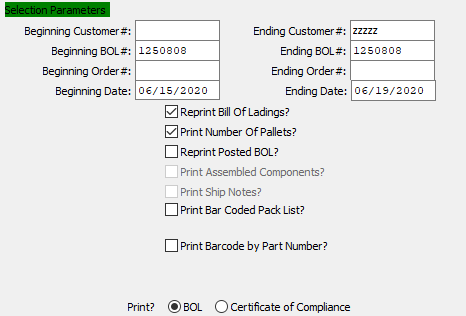 Selection Parameters
Beginning Customer#: Ending Customer#: zzzzz
Beginning BOL#: 1250808 Ending BOL#: 1250808
Beginning Order#: Ending Order#:
Beginning Date: 06/15/2020 Ending Date: 06/19/2020
Reprint Bill Of Ladings?
Print Number Of Pallets?
Reprint Posted BOL?
Print Assembled Components?
Print Ship Notes?
Print Bar Coded Pack List?
Print Barcode by Part Number?
Print? BOL Certificate of Compliance